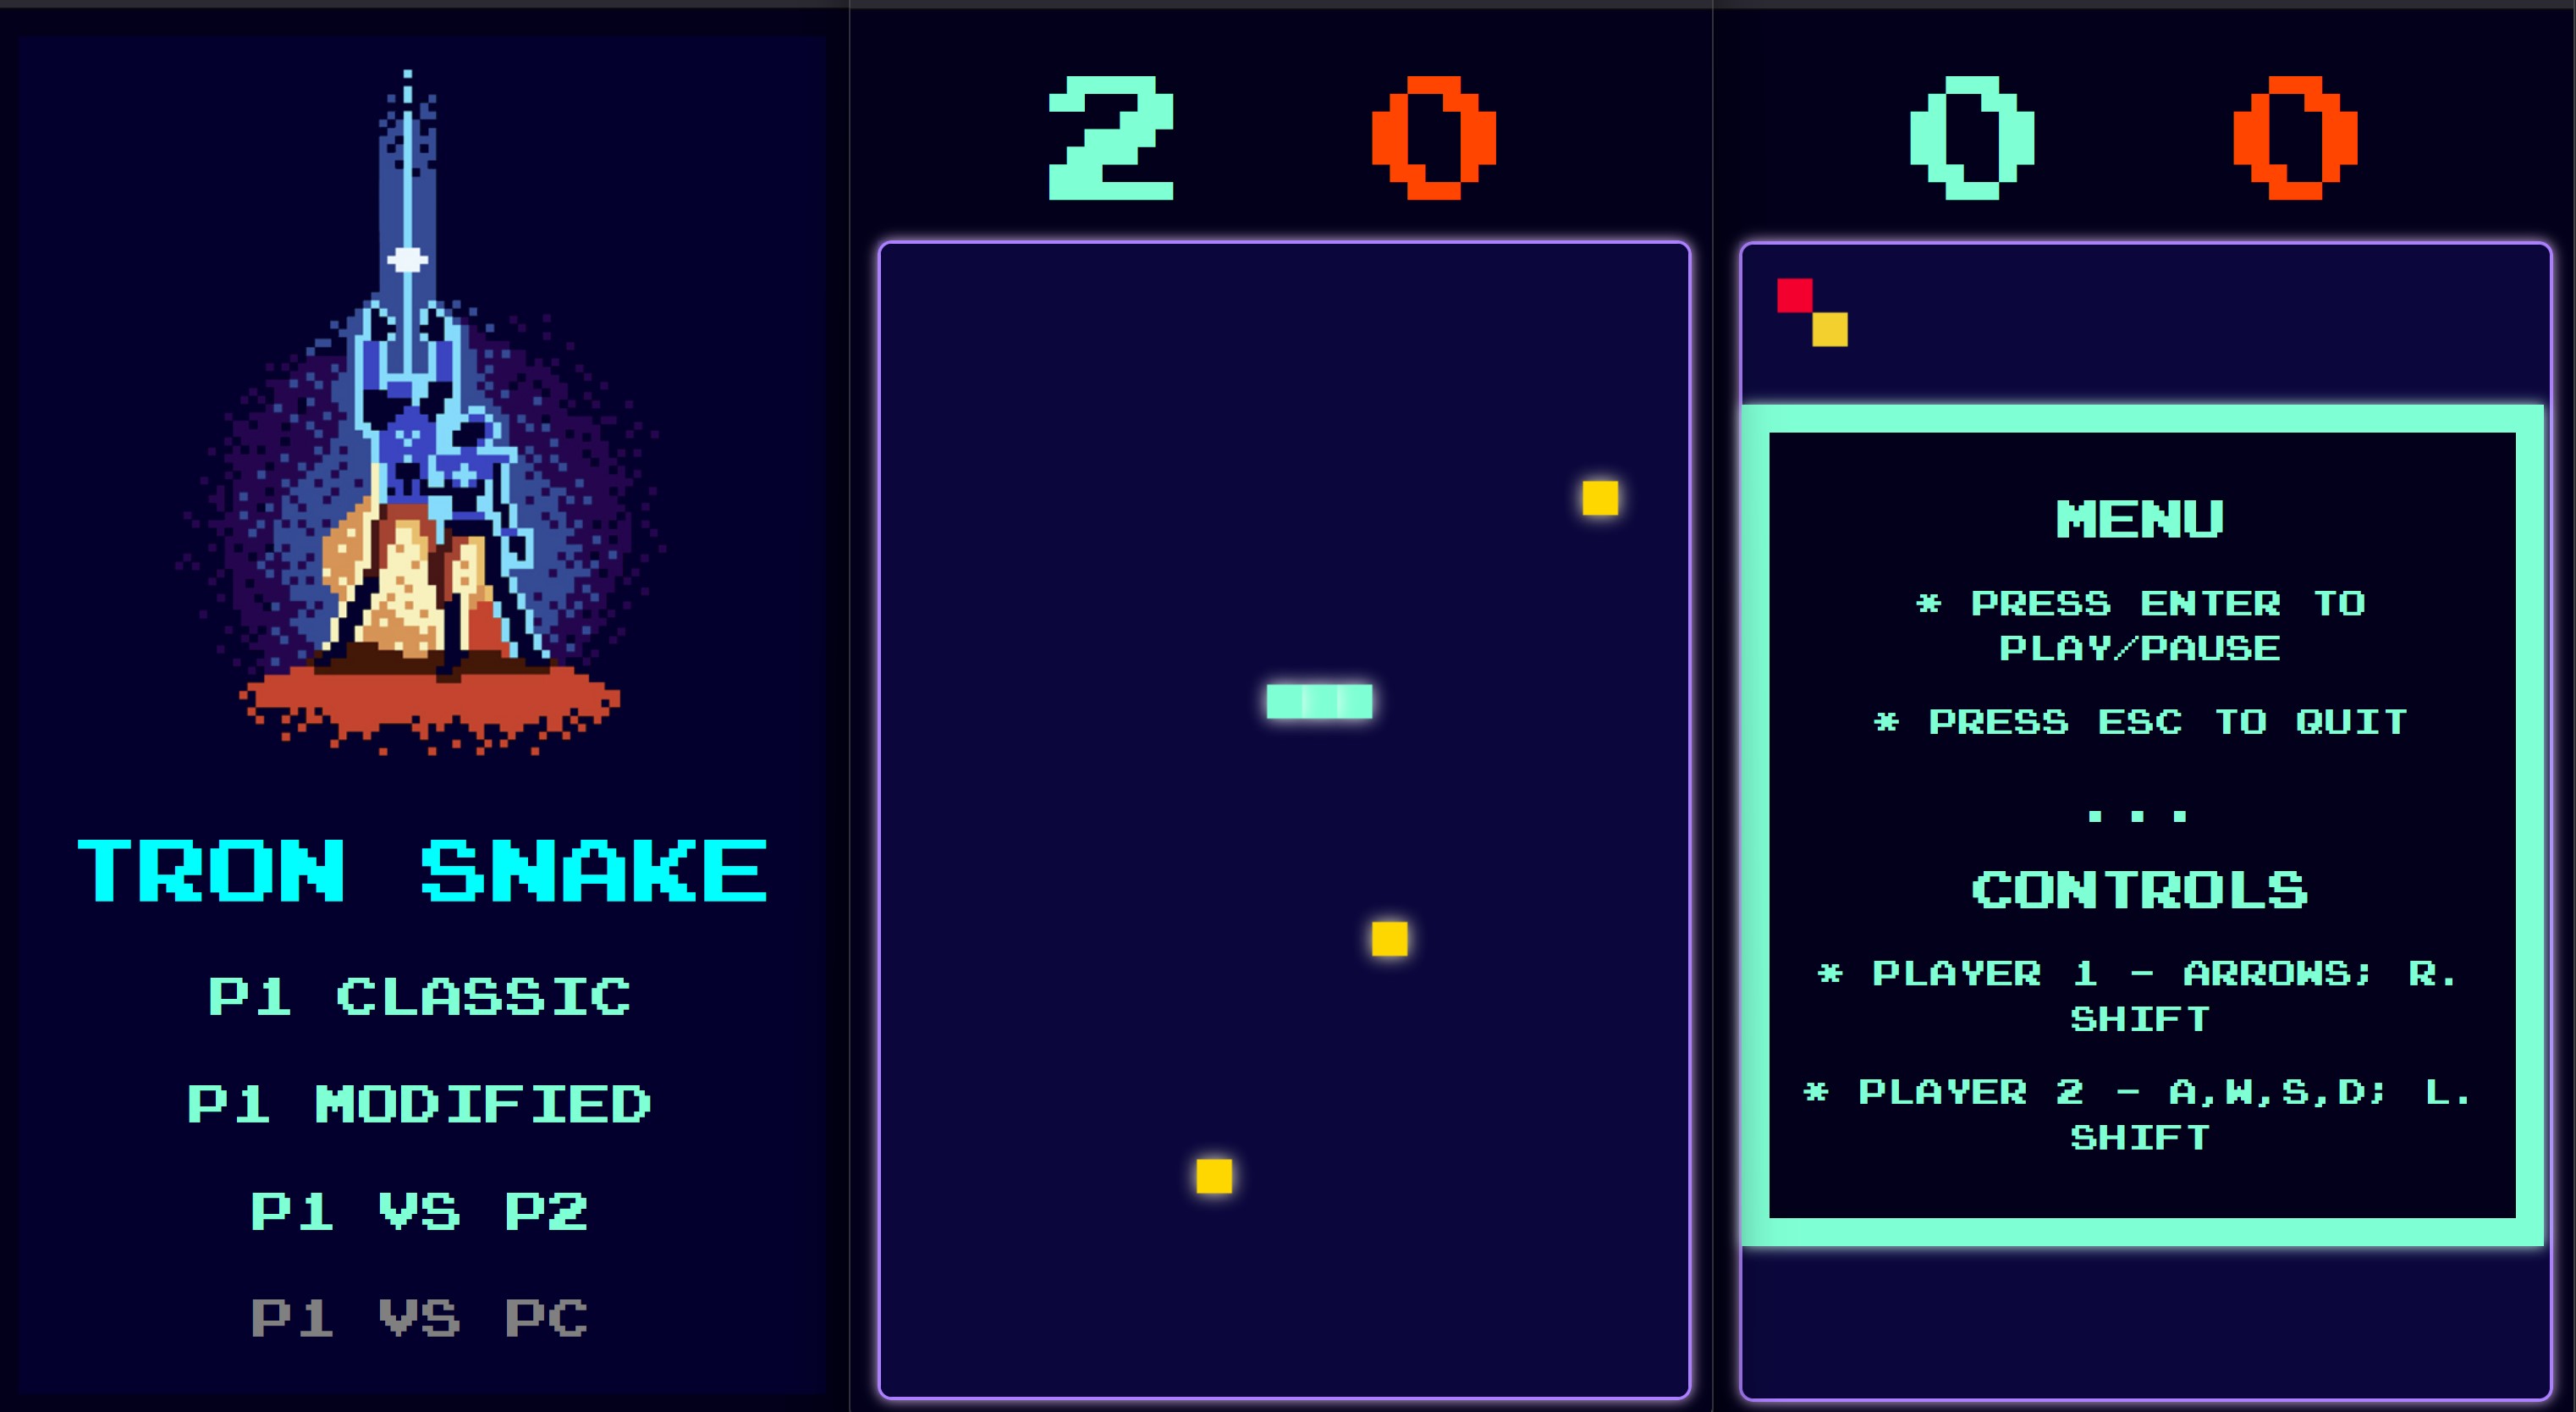 TRON SNAKE
P1 CLASSIC
P1 MODIFIED
P1 VS P2
P1 VS PC
2 0
0 0
MENU
* PRESS ENTER TO
PLAY/PAUSE
* PRESS ESC TO QUIT
...
CONTROLS
* PLAYER 1 - ARROWS; R.
SHIFT
* PLAYER 2 - A,W,S,D; L.
SHIFT